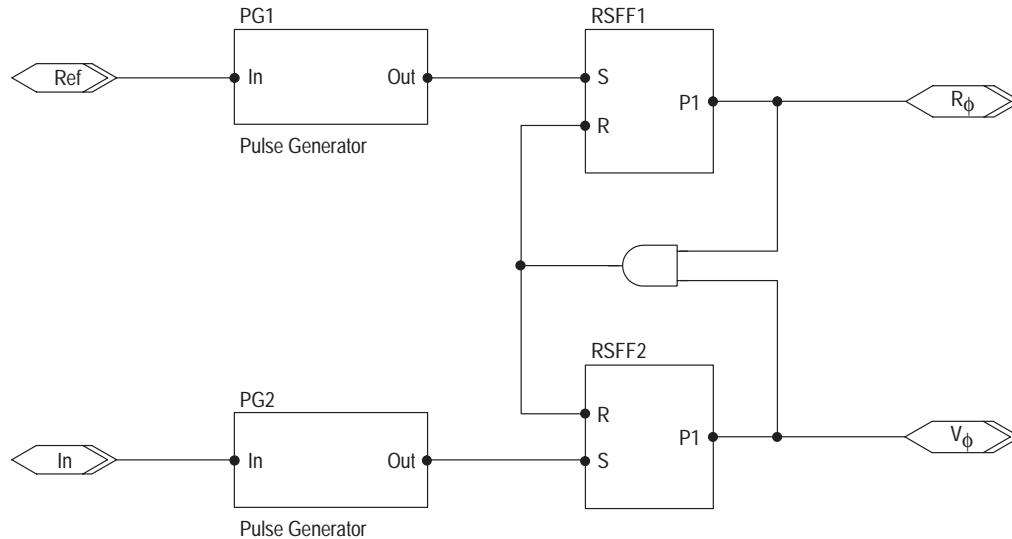 PG1
RSFF1
Ref
In
Out
S
P1
R
Rϕ
Pulse Generator
RSFF2
PG2
R
P1
Vϕ
In
In
Out
S
Pulse Generator